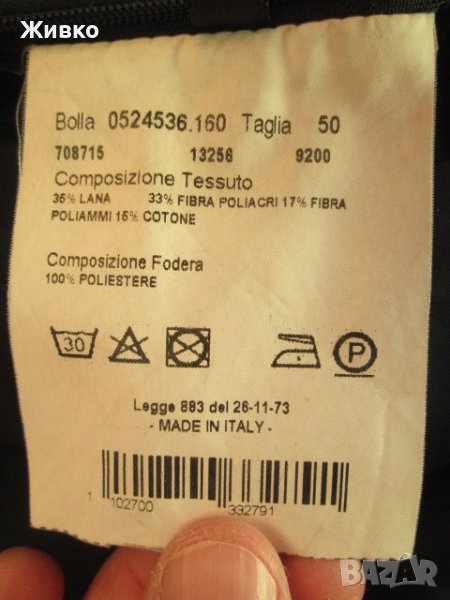 Живко
Bolla 0524536.160 Taglia 50
708715 13256 9200
Composizione Tessuto
35% LANA 33% FIBRA POLIACRI 17% FIBRA
POLIAMMI 15% COTONE
Composizione Fodera
100% POLIESTERE
30 P
Legge 883 del 26-11-73
- MADE IN ITALY -
1 102700 332791
BAZAR